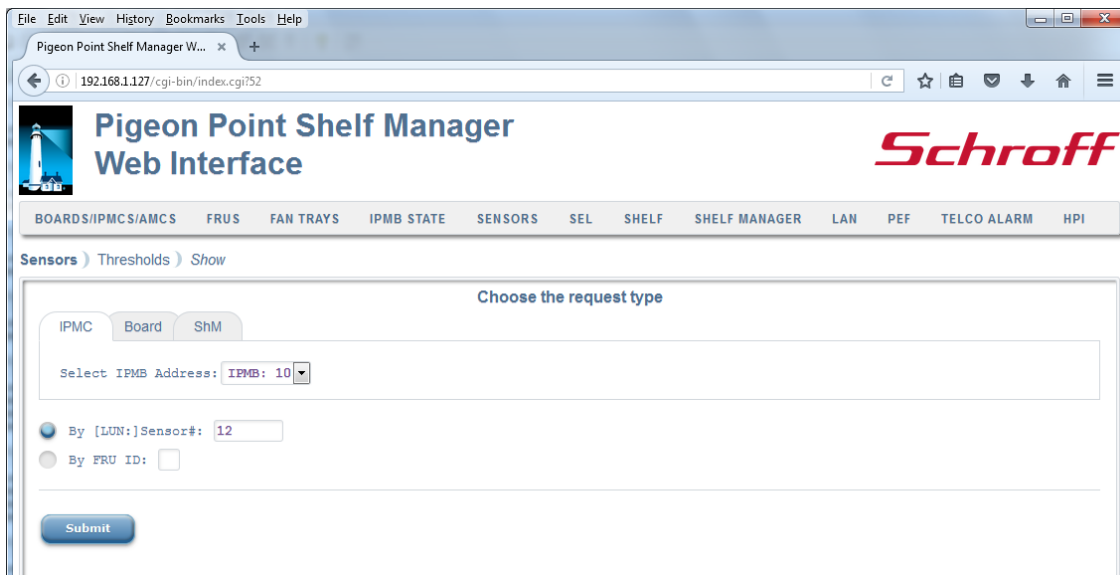 File Edit View History Bookmarks Tools Help
Pigeon Point Shelf Manager W... × +
192.168.1.127/cgi-bin/index.cgi?52
Pigeon Point Shelf Manager
Web Interface
Schroff
BOARDS/IPMCS/AMCS FRUS FAN TRAYS IPMB STATE SENSORS SEL SHELF SHELF MANAGER LAN PEF TELCO ALARM HPI
Sensors ) Thresholds ) Show
Choose the request type
IPMC Board ShM
Select IPMB Address: IPMB: 10
By [LUN:]Sensor#: 12
By FRU ID:
Submit